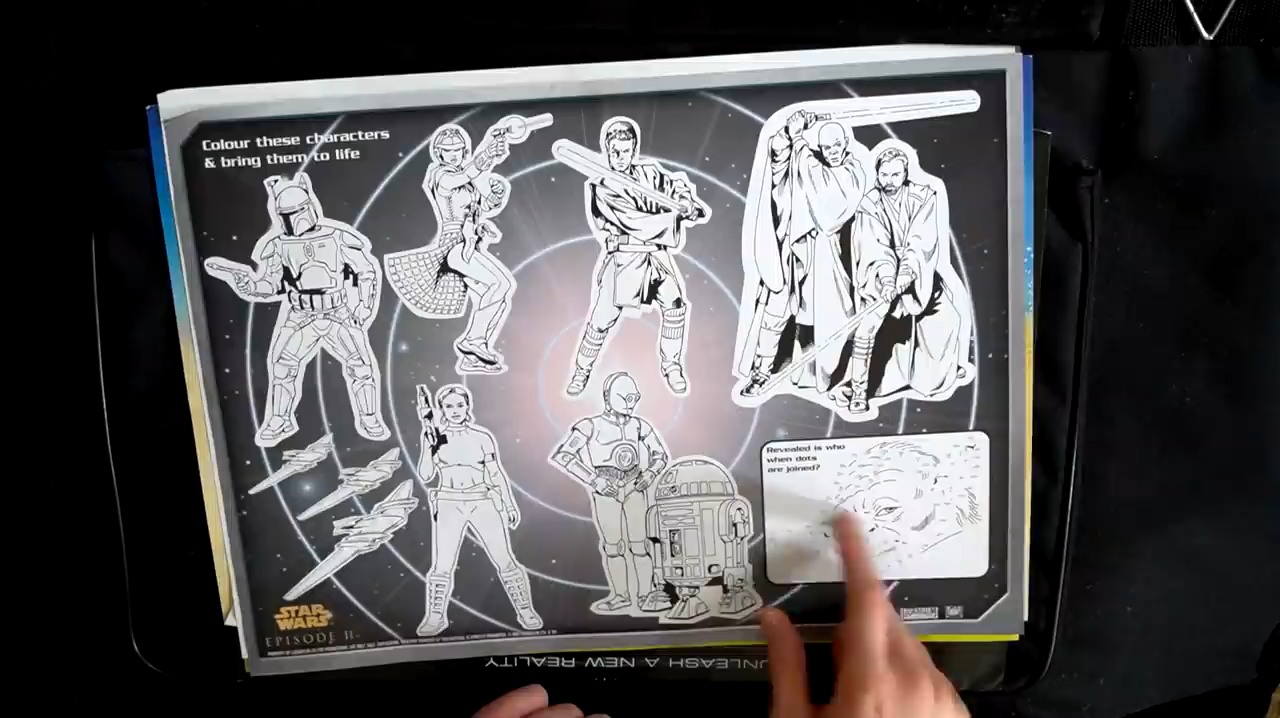 Colour these characters
& bring them to life
Revealed is who
when dots
are joined?
STAR
WARS
EPISODE II
UNLEASH A NEW REALITY